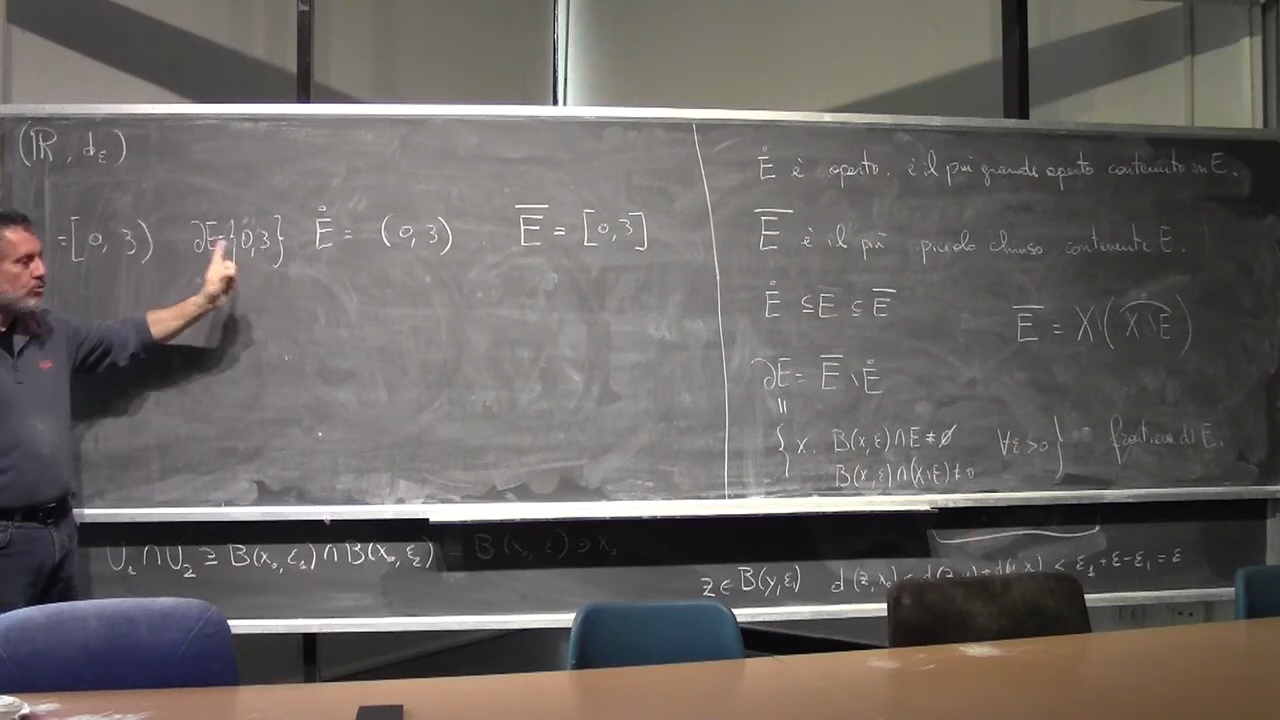 (ℝ, d_ε)
= [0, 3) ∂E = {0, 3} E̊ = (0, 3). E̅ = [0, 3]
E̊ è aperto. è il più grande aperto contenuto in E.
E̅ è il più piccolo chiuso contenente E.
E̊ ⊆ E ⊆ E̅
E̅ = X \ (X \ E)°
∂E = E̅ \ E̊
=
{ x. B(x, ε) ∩ E ≠ ∅ ∀ε > 0 } = frontiera di E.
B(x, ε) ∩ (X \ E) ≠ ∅
U₁ ∩ U₂ ⊇ B(x₀, ε₁) ∩ B(x₀, ε₂) = B(x₀, ε) ∋ x₀
z ∈ B(y, ε₁) d(z, x₀) ≤ < ε₁ + ε − ε₁ = ε